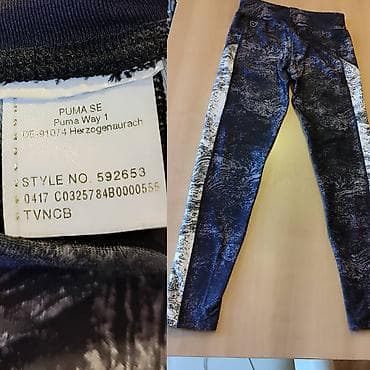 PUMA SE
Puma Way 1
DE-91074 Herzogenaurach
STYLE NO. 592653
0417 C0325784B0000555
TVNCB